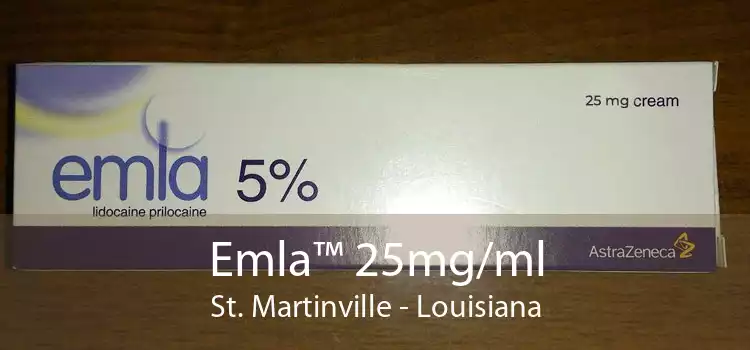 25 mg cream
emla 5%
lidocaine prilocaine
AstraZeneca
Emla™ 25mg/ml
St. Martinville - Louisiana